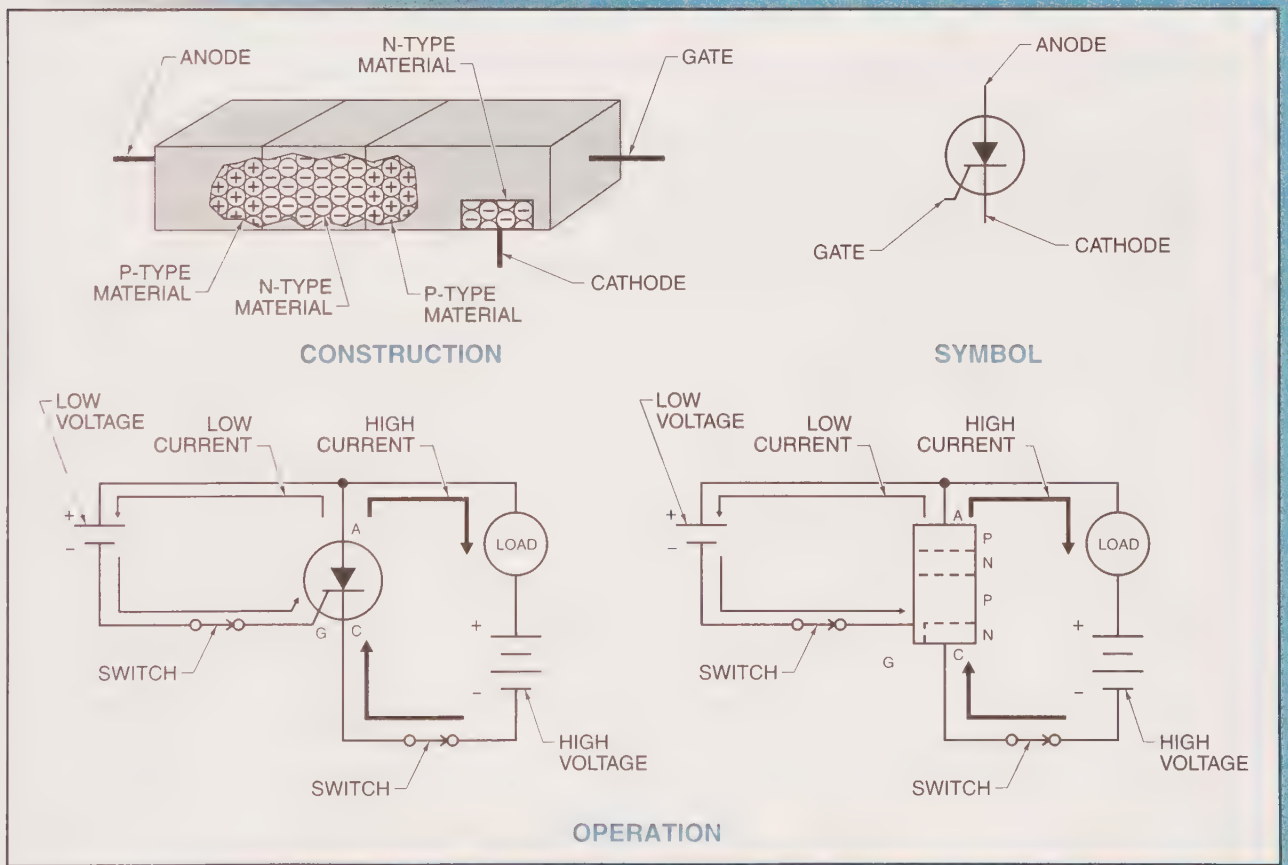 ANODE
N-TYPE
MATERIAL
GATE
P-TYPE
MATERIAL
N-TYPE
MATERIAL
P-TYPE
MATERIAL
CATHODE
CONSTRUCTION
ANODE
GATE
CATHODE
SYMBOL
LOW
VOLTAGE
LOW
CURRENT
HIGH
CURRENT
+
−
A
LOAD
G
C
+
−
SWITCH
SWITCH
HIGH
VOLTAGE
LOW
VOLTAGE
LOW
CURRENT
HIGH
CURRENT
+
−
A
P
N
P
N
LOAD
G
C
+
−
SWITCH
SWITCH
HIGH
VOLTAGE
OPERATION